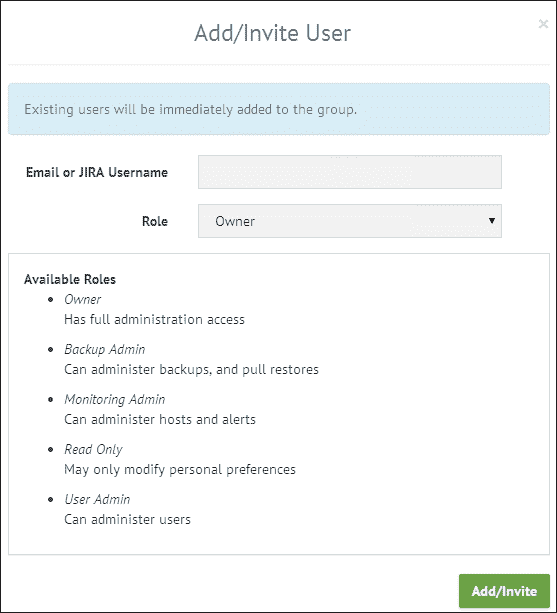 Add/Invite User
×
Existing users will be immediately added to the group.
Email or JIRA Username
Role
Owner
Available Roles
Owner
Has full administration access
Backup Admin
Can administer backups, and pull restores
Monitoring Admin
Can administer hosts and alerts
Read Only
May only modify personal preferences
User Admin
Can administer users
Add/Invite